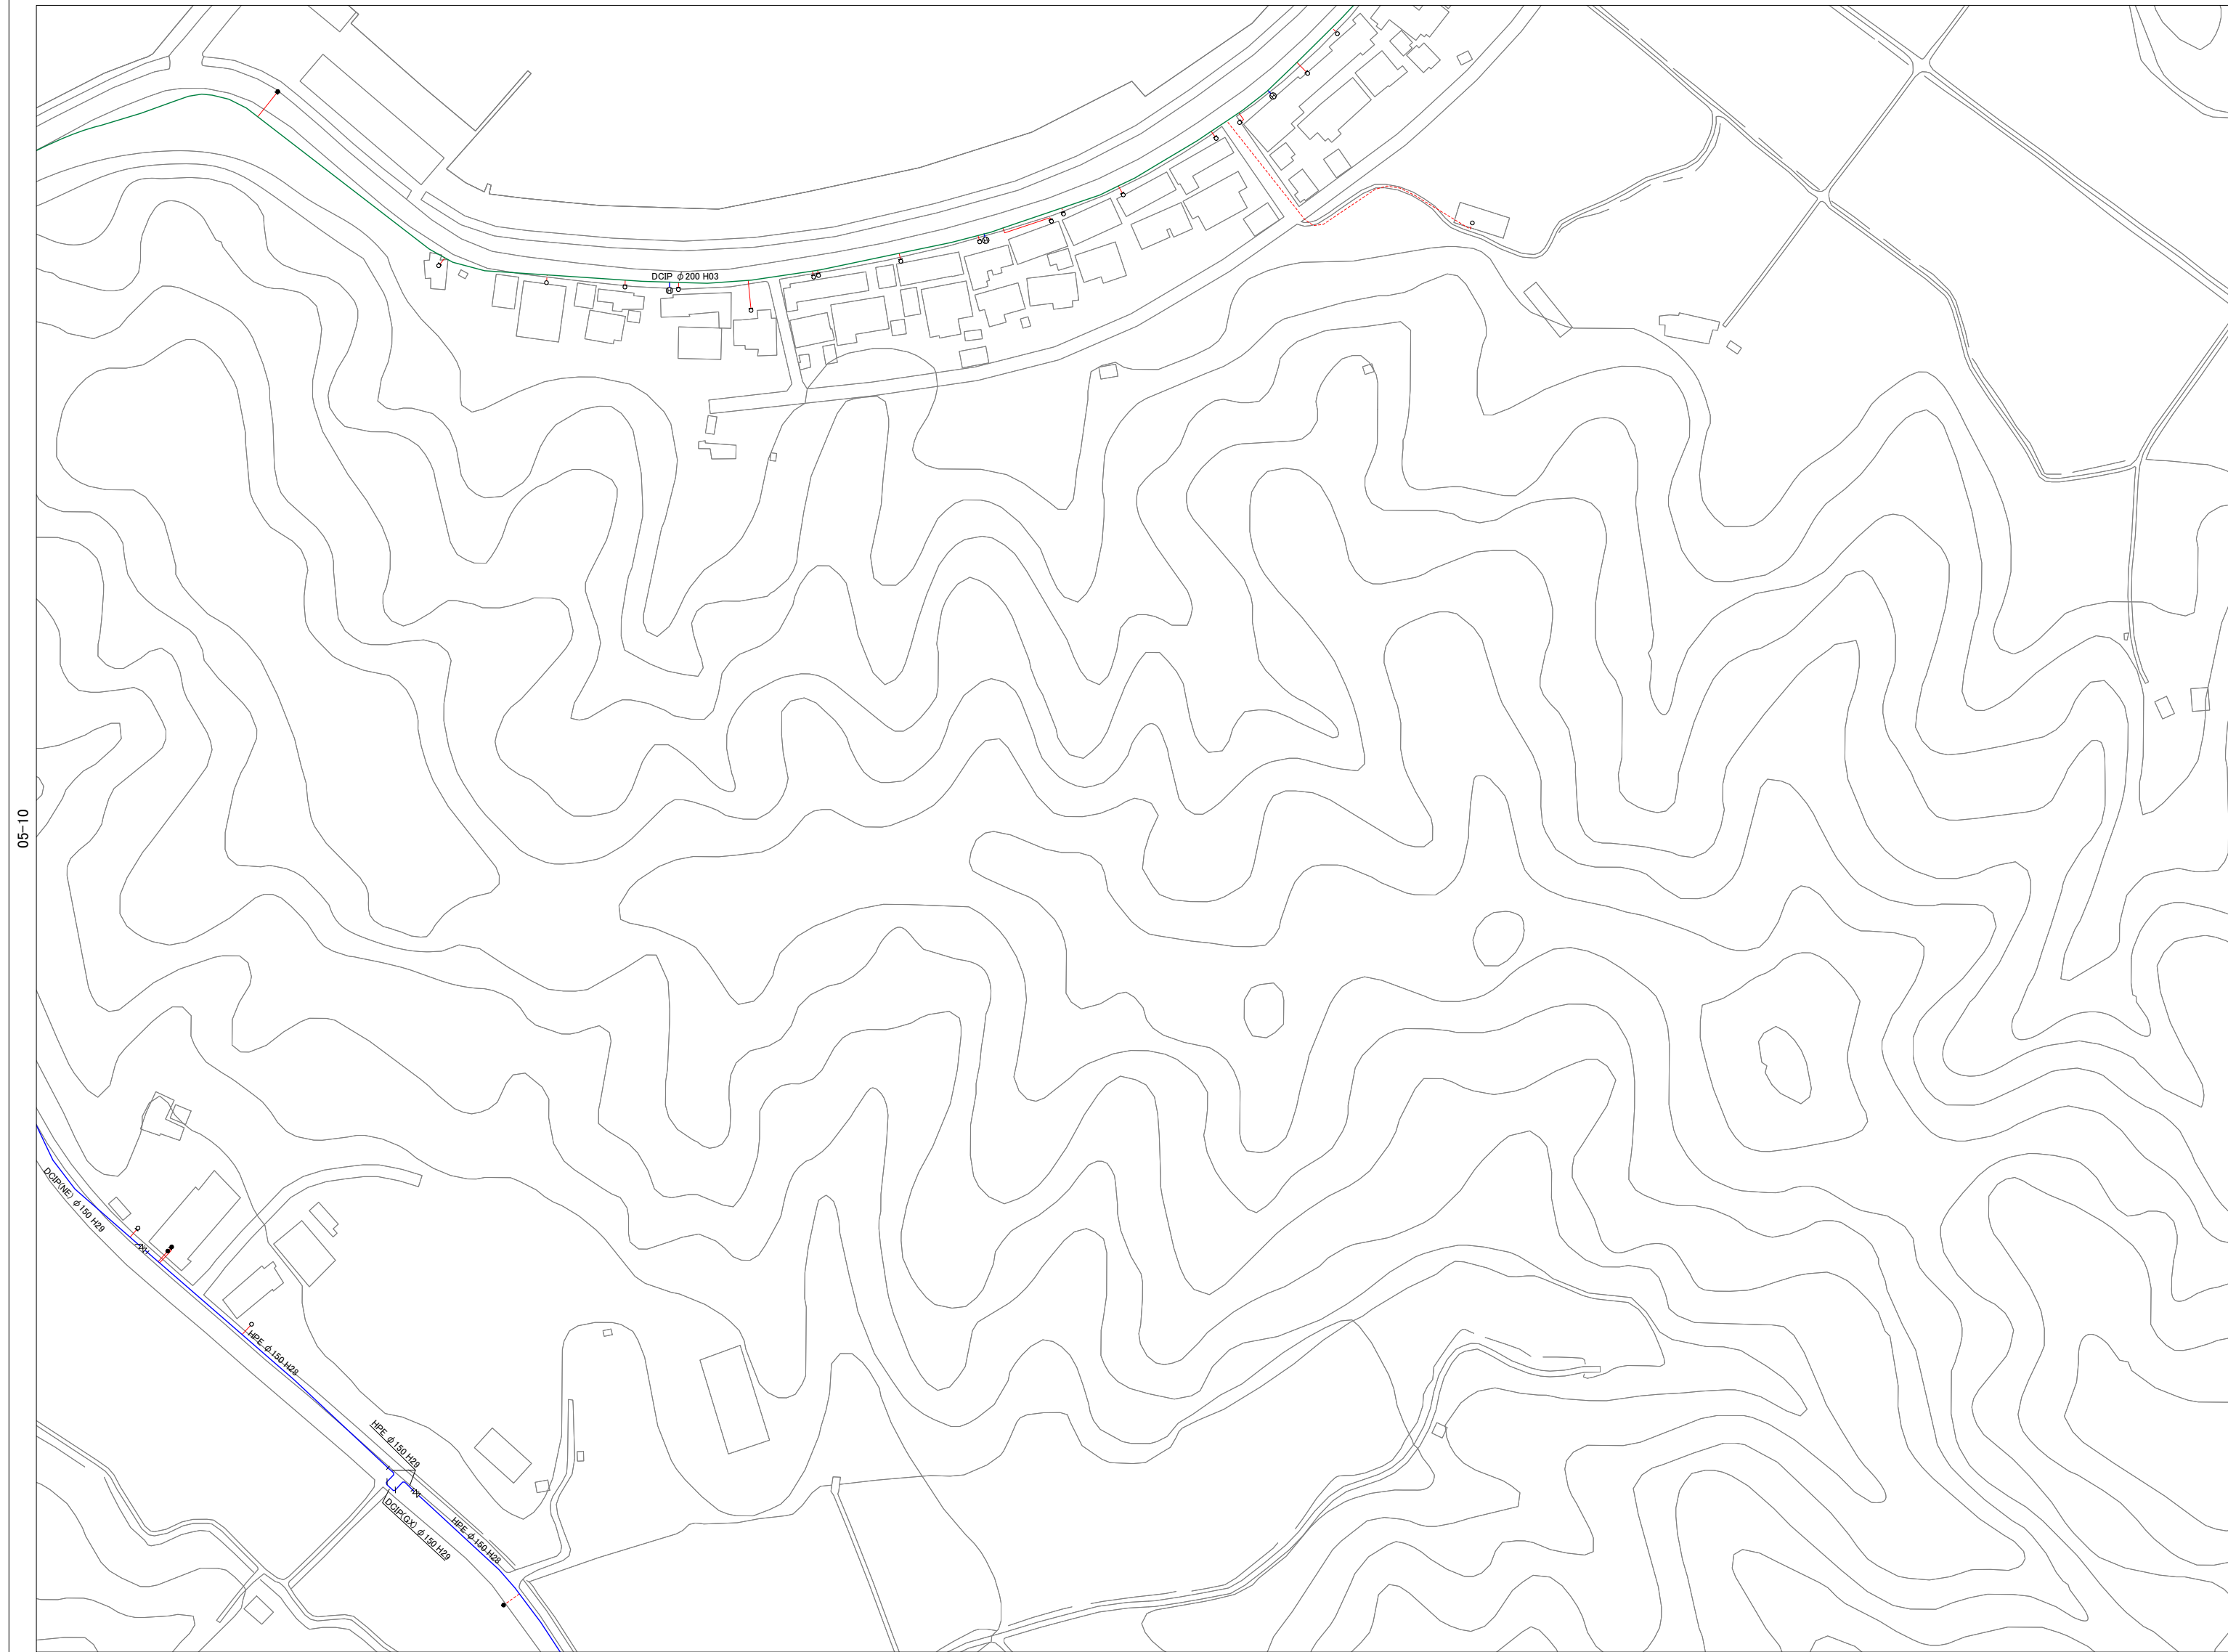 DCIP φ200 H03
05-10
DCIP(NE) φ150 H29
HPE φ150 H28
HPE φ150 H29
DCIP(GX) φ150 H29
HPE φ150 H28